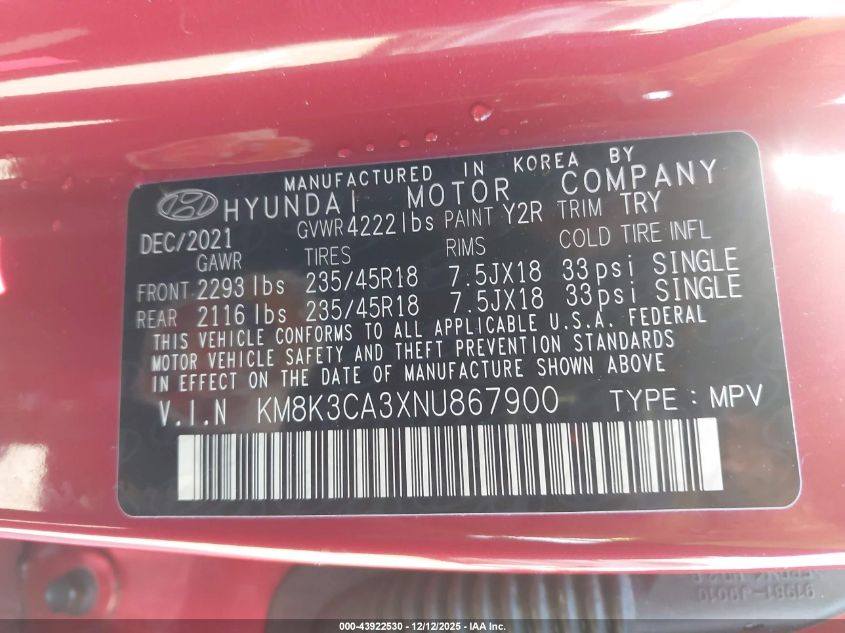 MANUFACTURED IN KOREA BY
HYUNDAI MOTOR COMPANY
DEC/2021 GVWR 4222lbs PAINT Y2R TRIM TRY
GAWR TIRES RIMS COLD TIRE INFL
FRONT 2293 lbs 235/45R18 7.5JX18 33psi SINGLE
REAR 2116 lbs 235/45R18 7.5JX18 33psi SINGLE
THIS VEHICLE CONFORMS TO ALL APPLICABLE U.S.A. FEDERAL
MOTOR VEHICLE SAFETY AND THEFT PREVENTION STANDARDS
IN EFFECT ON THE DATE OF MANUFACTURE SHOWN ABOVE
V.I.N KM8K3CA3XNU867900 TYPE : MPV
91981-J9010
000-43922530 - 12/12/2025 - IAA Inc.